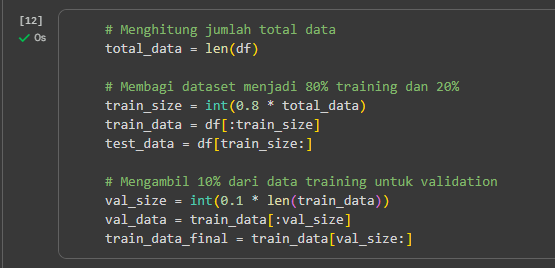 [12]
✓ 0s
# Menghitung jumlah total data
total_data = len(df)
# Membagi dataset menjadi 80% training dan 20%
train_size = int(0.8 * total_data)
train_data = df[:train_size]
test_data = df[train_size:]
# Mengambil 10% dari data training untuk validation
val_size = int(0.1 * len(train_data))
val_data = train_data[:val_size]
train_data_final = train_data[val_size:]